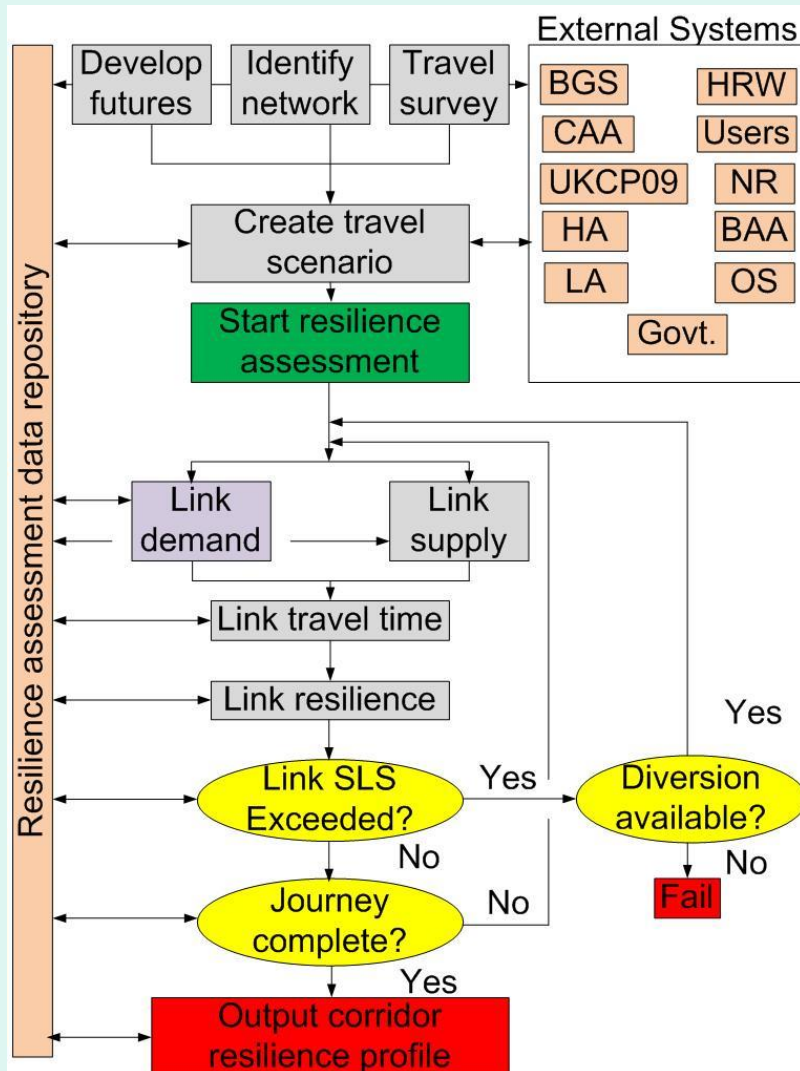 External Systems
Develop
futures
Identify
network
Travel
survey
BGS
HRW
CAA
Users
UKCP09
NR
HA
BAA
LA
OS
Govt.
Create travel
scenario
Start resilience
assessment
Resilience assessment data repository
Link
demand
Link
supply
Link travel time
Link resilience
Link SLS
Exceeded?
Yes
Diversion
available?
Yes
No
Fail
No
Journey
complete?
No
Yes
Output corridor
resilience profile